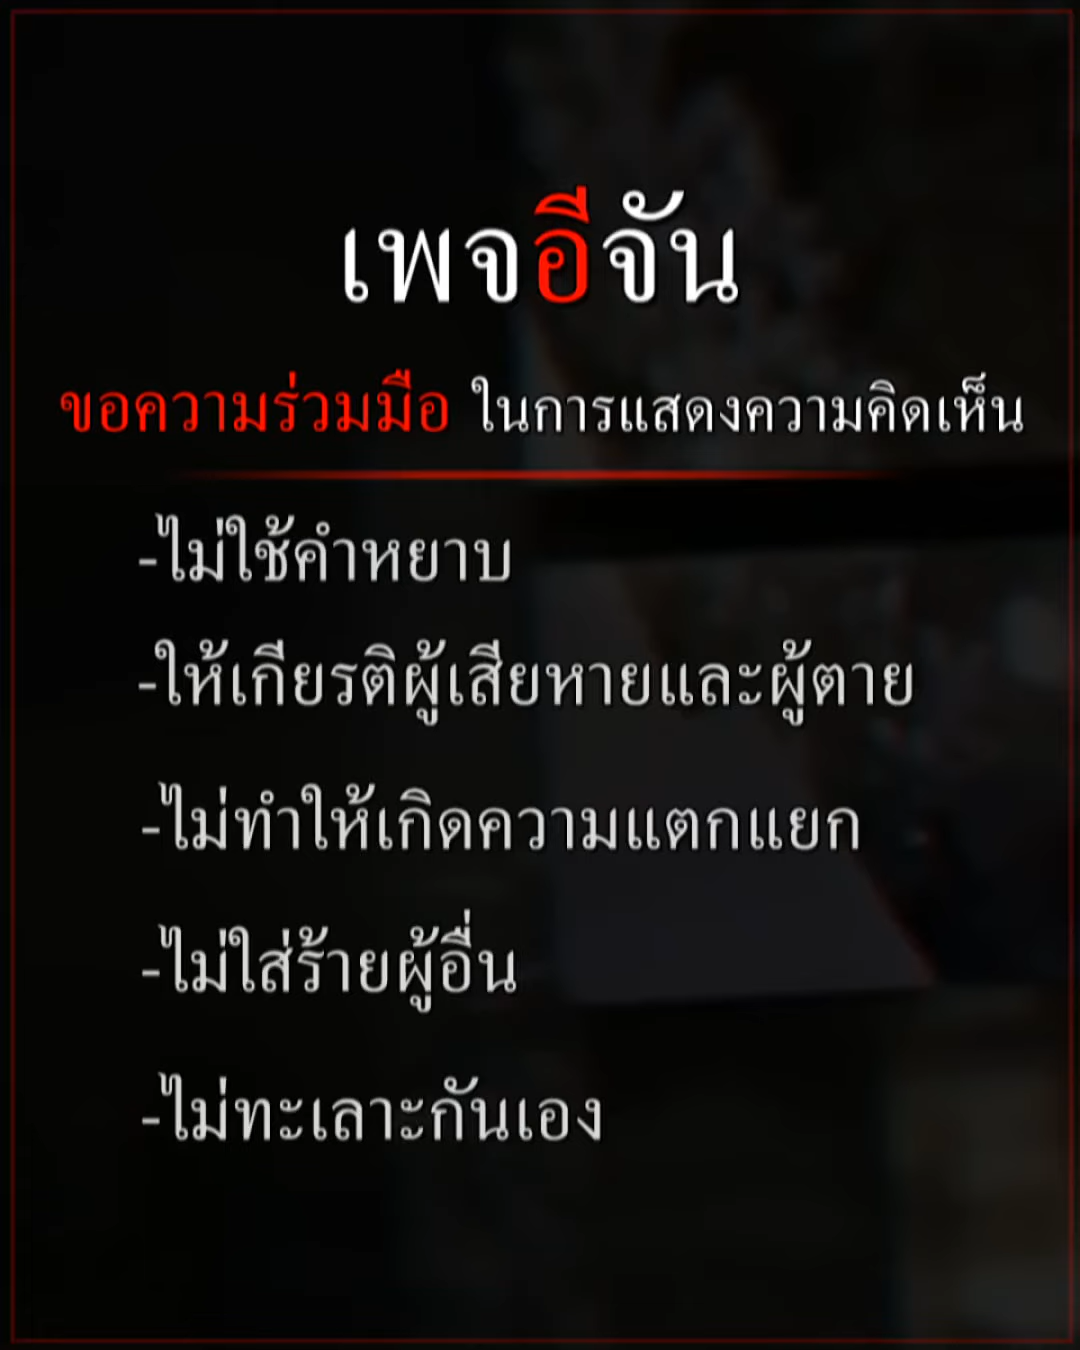 เพจอีจัน
ขอความร่วมมือ ในการแสดงความคิดเห็น
-ไม่ใช้คำหยาบ
-ให้เกียรติผู้เสียหายและผู้ตาย
-ไม่ทำให้เกิดความแตกแยก
-ไม่ใส่ร้ายผู้อื่น
-ไม่ทะเลาะกันเอง